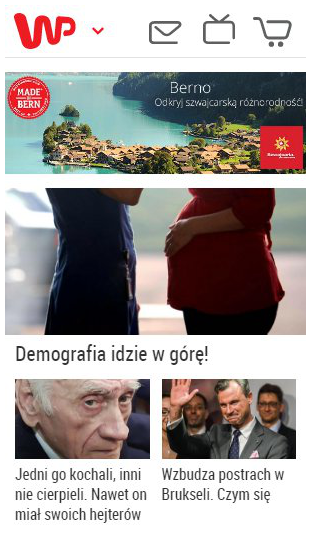 WP
MADE IN
BERN
Berno
Odkryj szwajcarską różnorodność!
Szwajcaria.
Demografia idzie w górę!
Jedni go kochali, inni
nie cierpieli. Nawet on
miał swoich hejterów
Wzbudza postrach w
Brukseli. Czym się